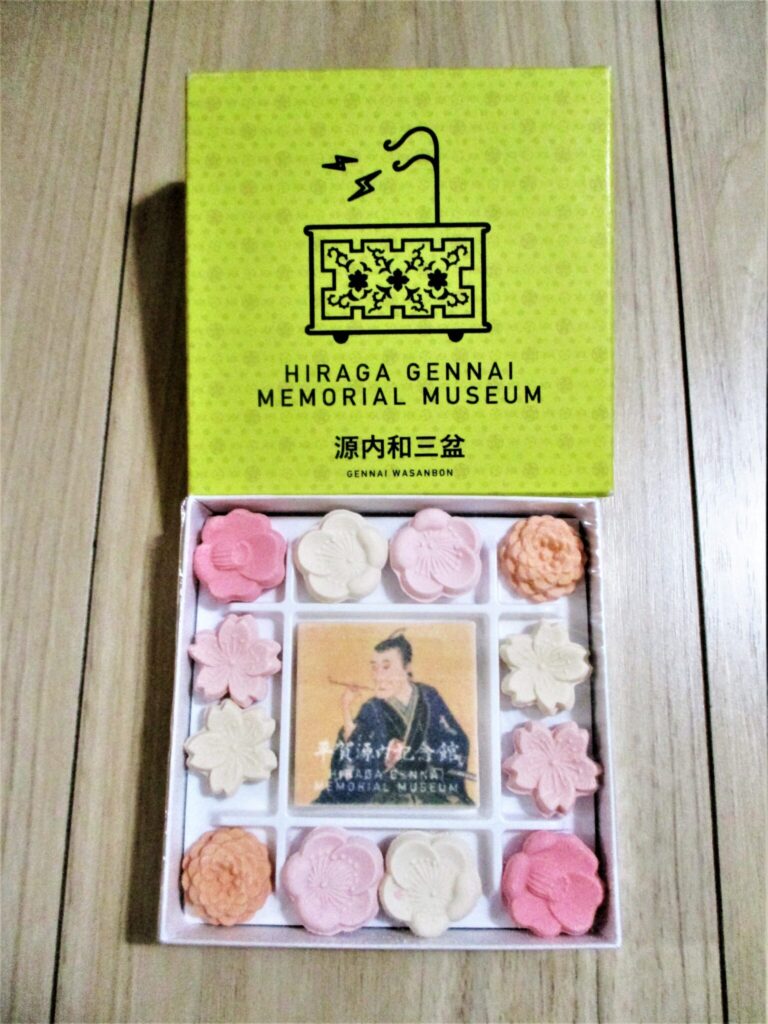 HIRAGA GENNAI
MEMORIAL MUSEUM
源内和三盆
GENNAI WASANBON
平賀源内記念館
HIRAGA GENNAI
MEMORIAL MUSEUM